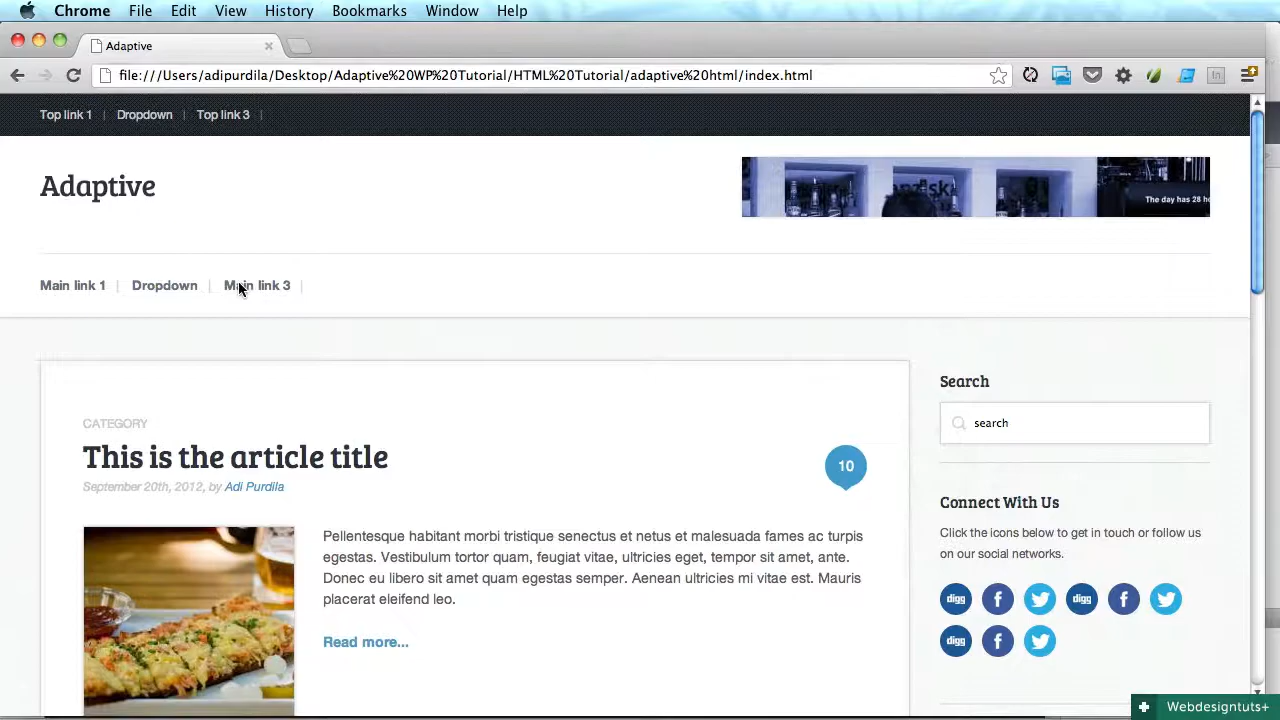 Chrome File Edit View History Bookmarks Window Help
Adaptive
file:///Users/adipurdila/Desktop/Adaptive%20WP%20Tutorial/HTML%20Tutorial/adaptive%20html/index.html
Top link 1 | Dropdown | Top link 3 |
Adaptive
The day has 28 h
Main link 1 | Dropdown | Main link 3 |
Search
search
CATEGORY
This is the article title
10
September 20th, 2012, by Adi Purdila
Connect With Us
Click the icons below to get in touch or follow us
on our social networks.
Pellentesque habitant morbi tristique senectus et netus et malesuada fames ac turpis
egestas. Vestibulum tortor quam, feugiat vitae, ultricies eget, tempor sit amet, ante.
Donec eu libero sit amet quam egestas semper. Aenean ultricies mi vitae est. Mauris
placerat eleifend leo.
Read more...
digg f digg f
digg f
Webdesigntuts+